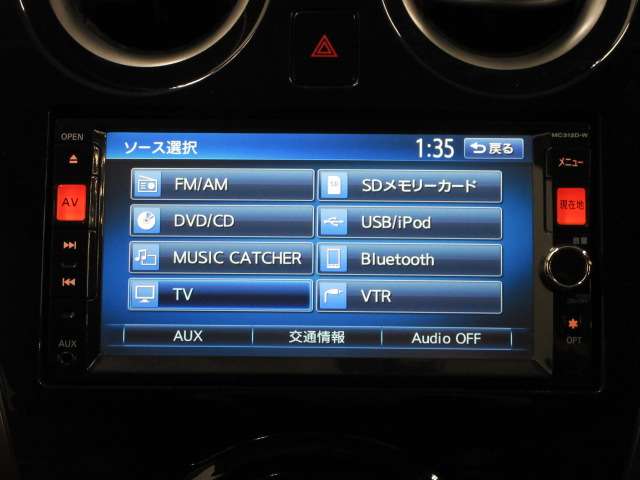 OPEN
MC312D-W
ソース選択 1:35 戻る
メニュー
AV
FM/AM SDメモリーカード
現在地
DVD/CD USB/iPod
MUSIC CATCHER Bluetooth
TV VTR
AUX 交通情報 Audio OFF
AUX
OPT